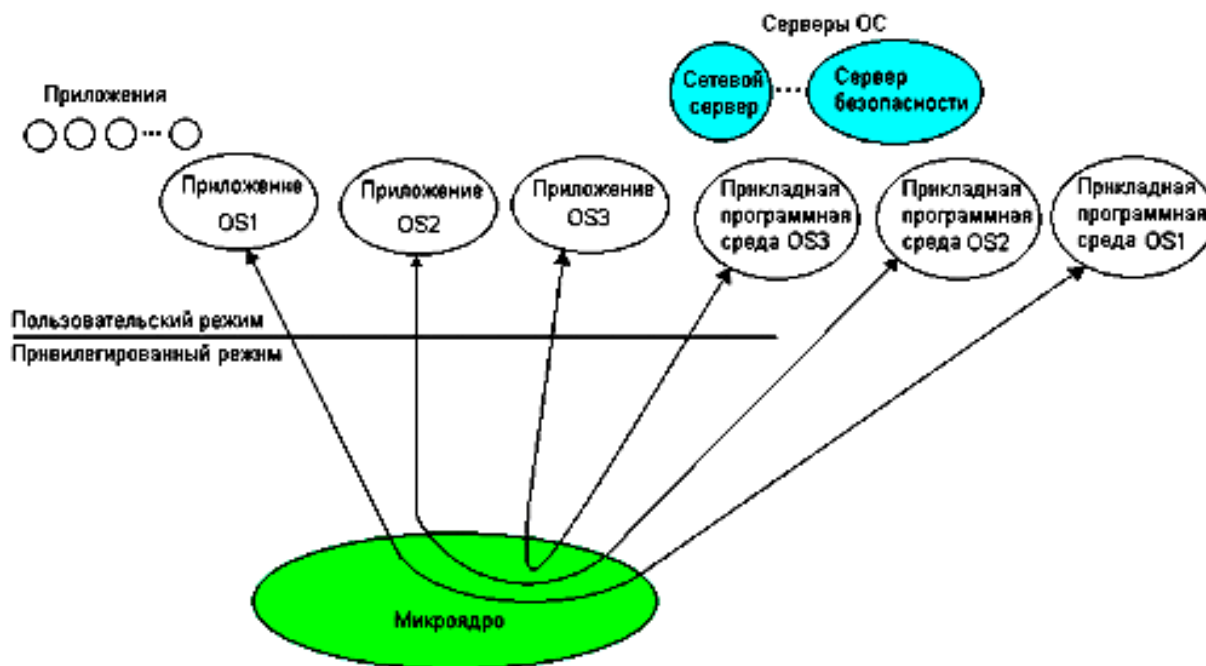 Серверы ОС
Приложения
Сетевой
сервер
Сервер
безопасности
Приложение
OS1
Приложение
OS2
Приложение
OS3
Прикладная
программная
среда OS3
Прикладная
программная
среда OS2
Прикладная
программная
среда OS1
Пользовательский режим
Привилегированный режим
Микроядро